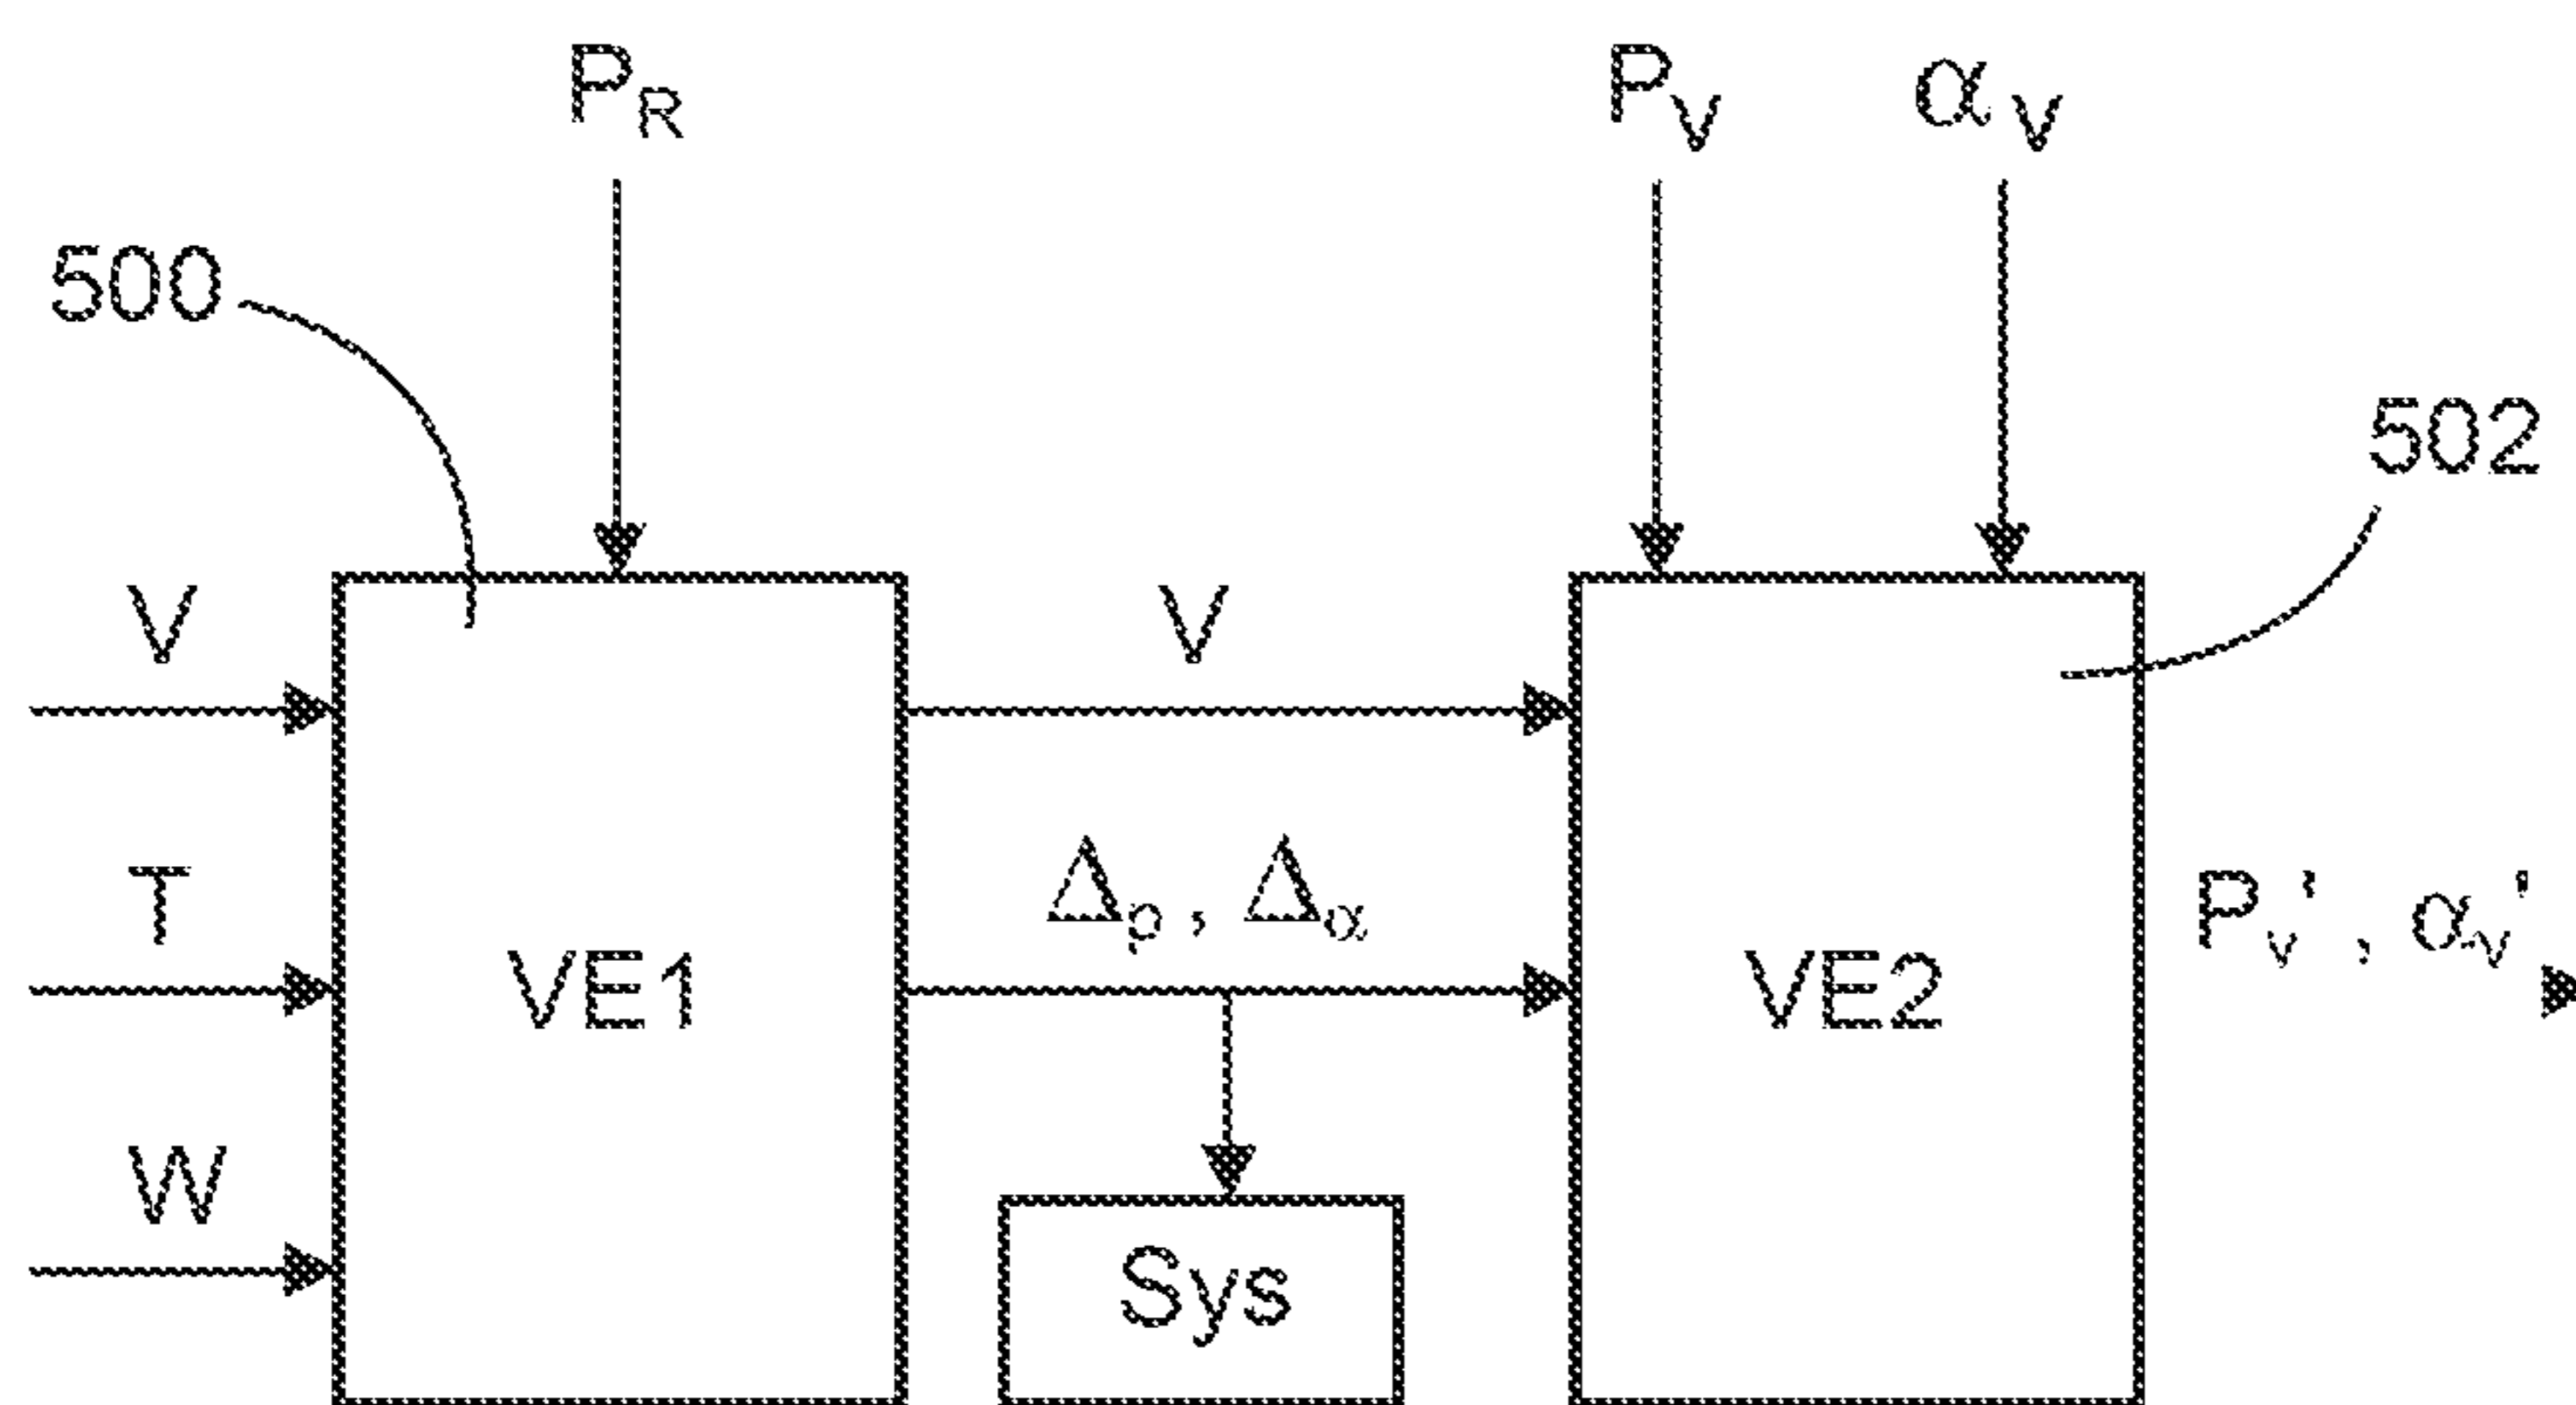 P_R P_V α_V
500
502
V V
Δ_p , Δ_α
T P_v' , α_v'
VE1 VE2
W
Sys